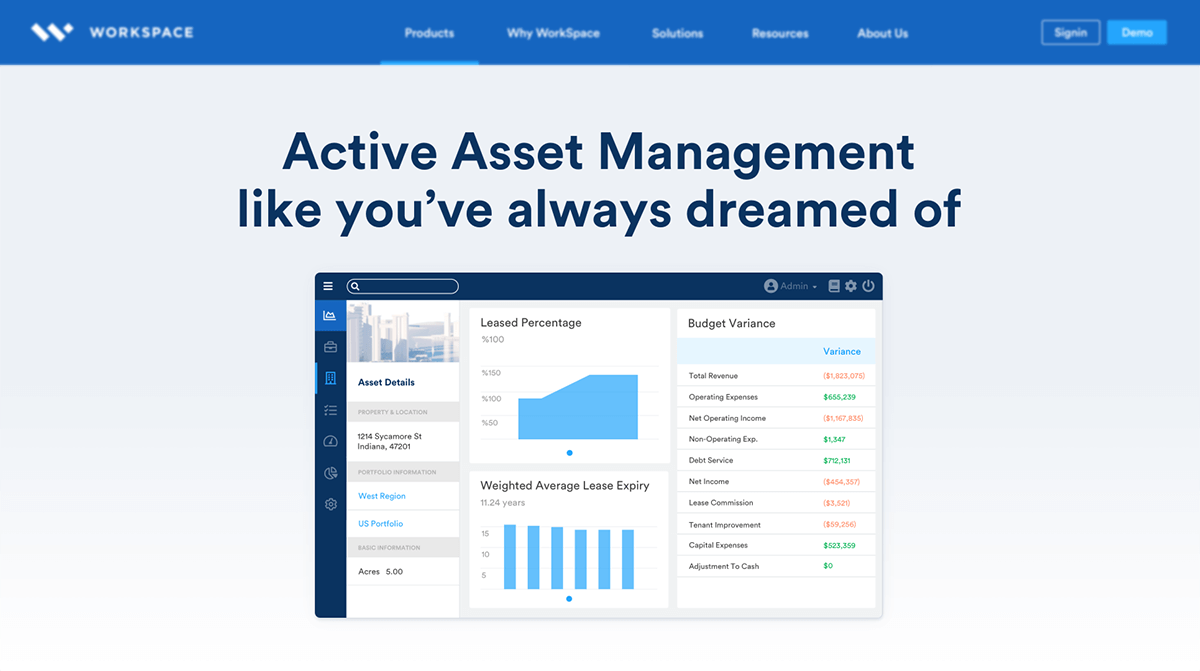 WORKSPACE
Products Why WorkSpace Solutions Resources About Us Signin Demo
Active Asset Management
like you’ve always dreamed of
Admin
Asset Details
PROPERTY & LOCATION
1214 Sycamore St
Indiana, 47201
PORTFOLIO INFORMATION
West Region
US Portfolio
BASIC INFORMATION
Acres 5.00
Leased Percentage
%100
%150
%100
%50
Weighted Average Lease Expiry
11.24 years
15
10
5
Budget Variance
Variance
Total Revenue ($1,823,075)
Operating Expenses $655,239
Net Operating Income ($1,167,835)
Non-Operating Exp. $1,347
Debt Service $712,131
Net Income ($454,357)
Lease Commission ($3,521)
Tenant Improvement ($59,256)
Capital Expenses $523,359
Adjustment To Cash $0